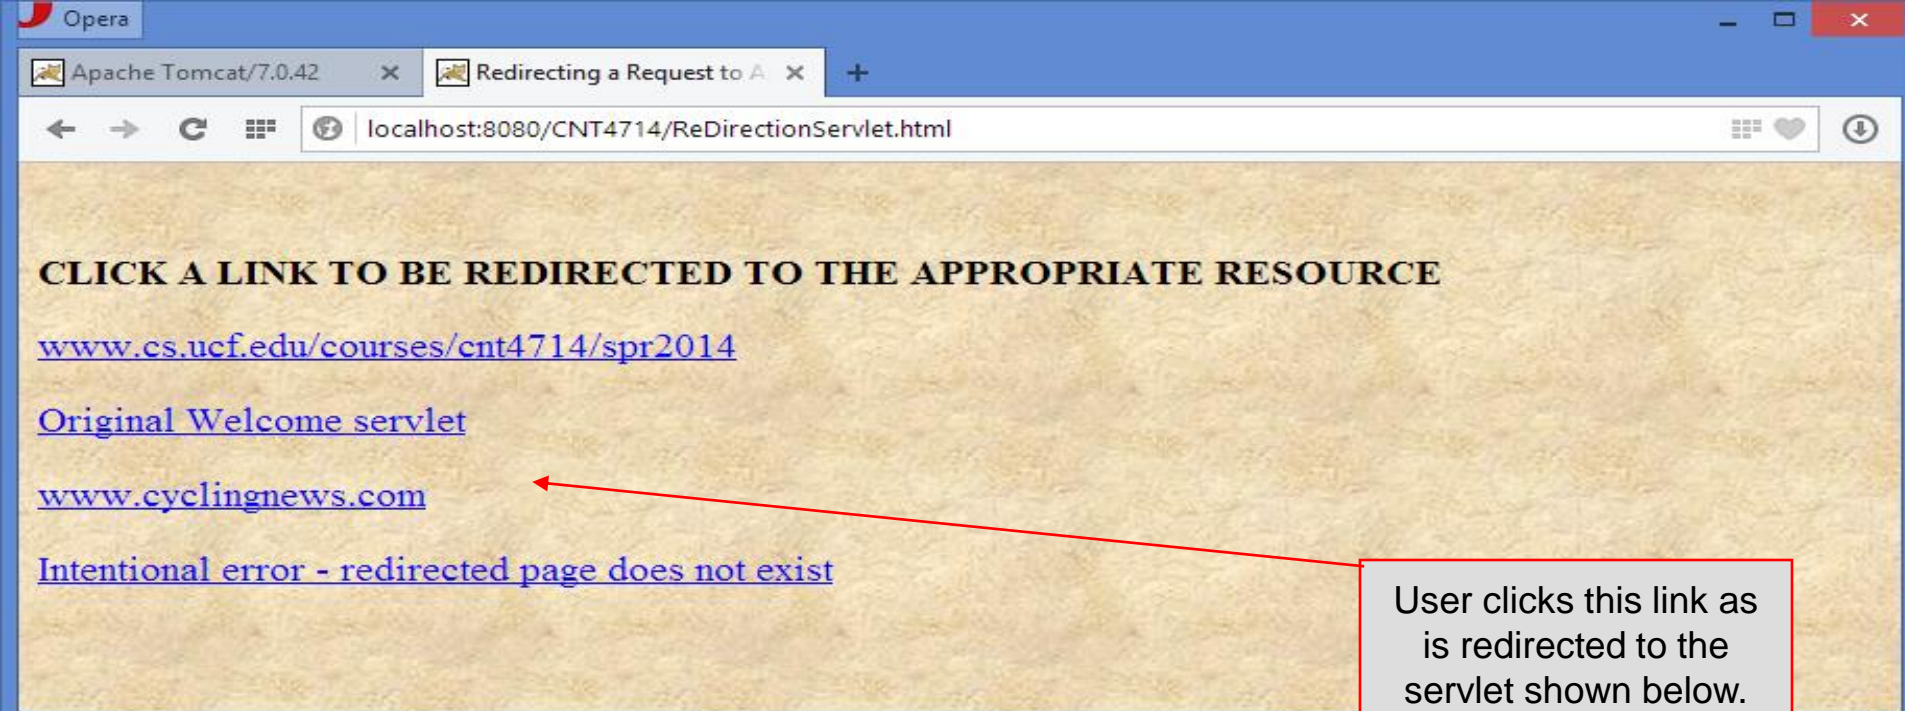 Opera
Apache Tomcat/7.0.42
Redirecting a Request to A
localhost:8080/CNT4714/ReDirectionServlet.html
CLICK A LINK TO BE REDIRECTED TO THE APPROPRIATE RESOURCE
www.cs.ucf.edu/courses/cnt4714/spr2014
Original Welcome servlet
www.cyclingnews.com
Intentional error - redirected page does not exist
User clicks this link as
is redirected to the
servlet shown below.